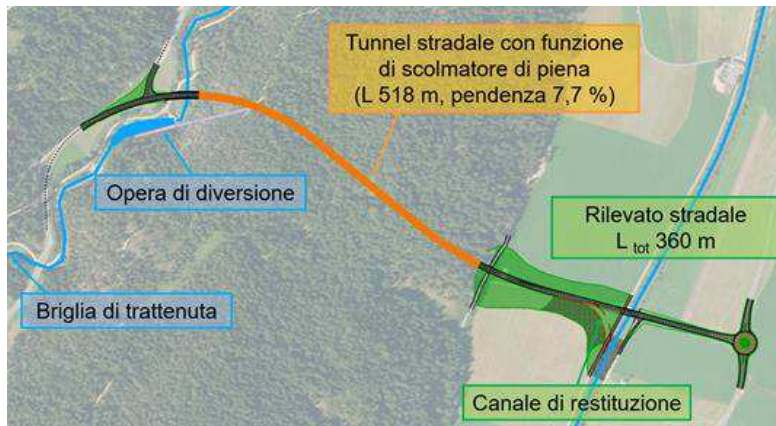 Tunnel stradale con funzione
di scolmatore di piena
(L 518 m, pendenza 7,7 %)
Opera di diversione
Rilevato stradale
L tot 360 m
Briglia di trattenuta
Canale di restituzione